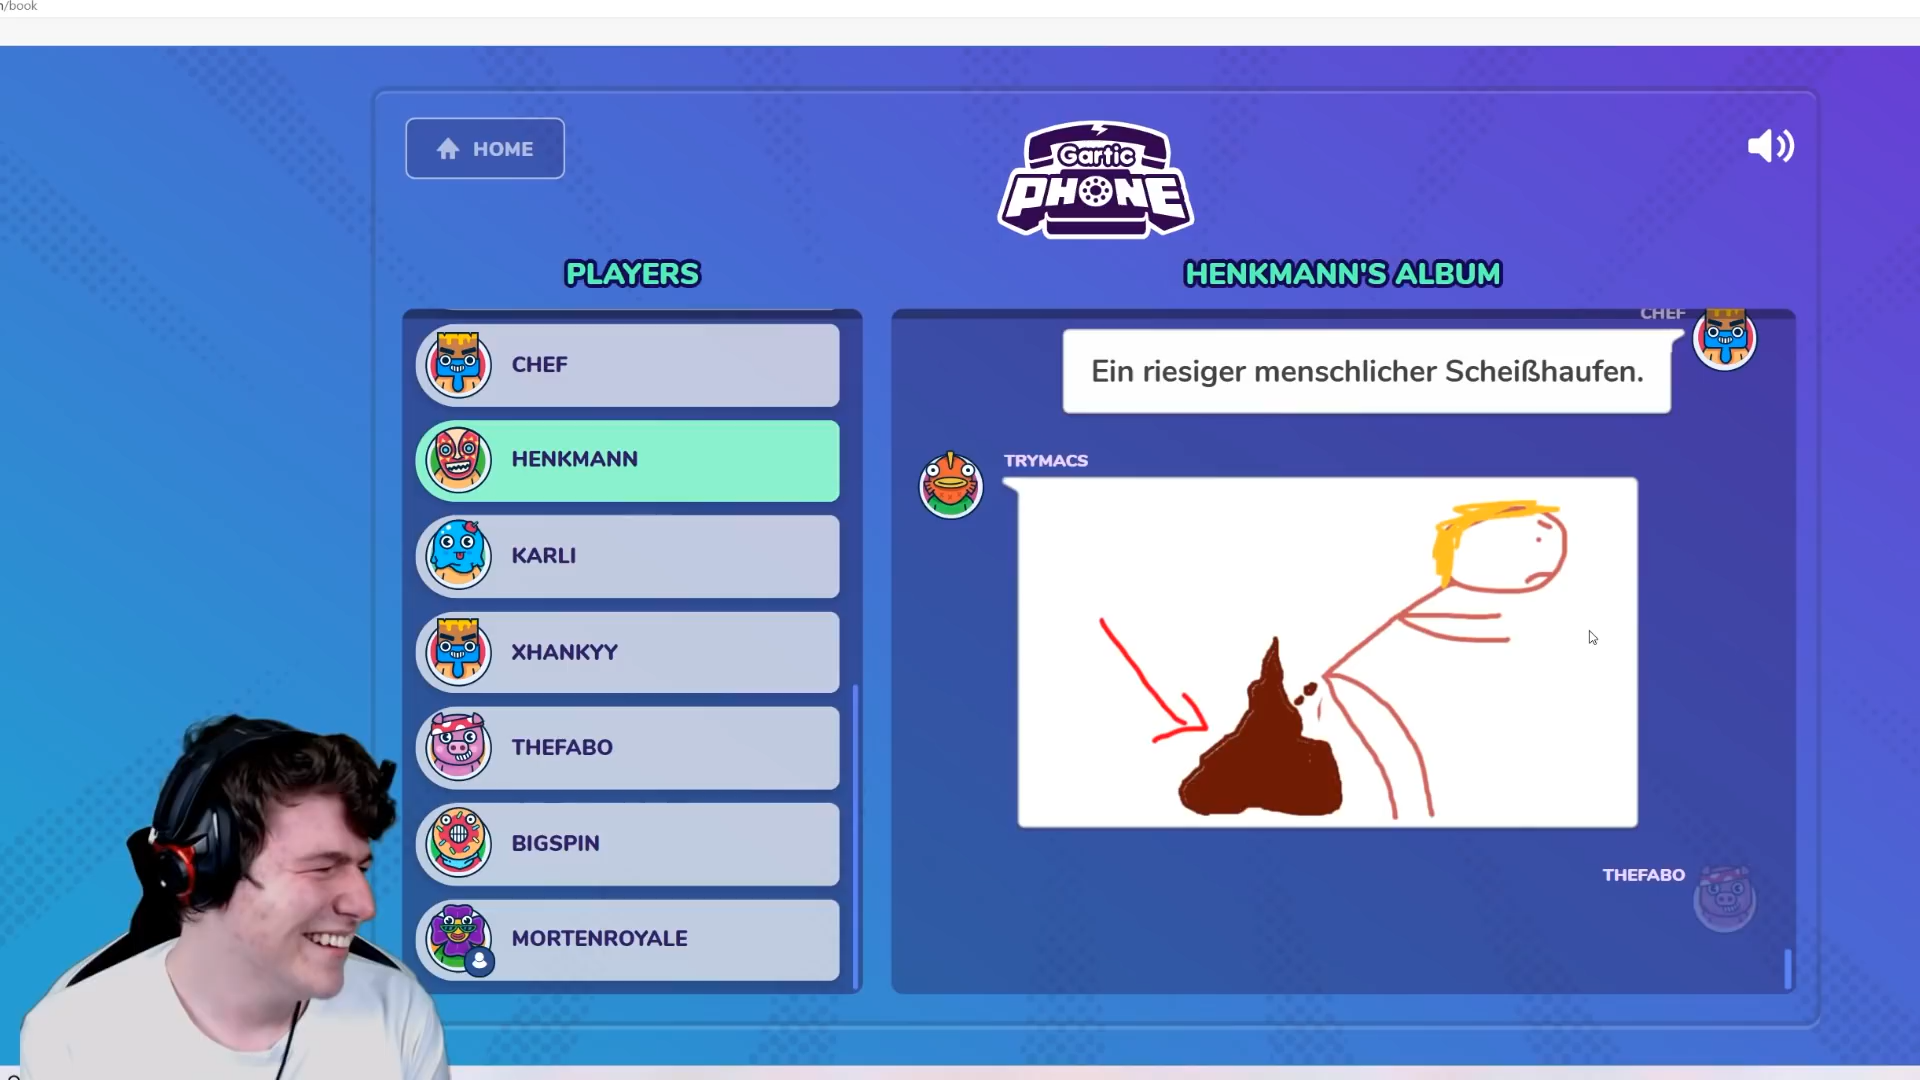 /book
HOME
Gartic
PHONE
PLAYERS
HENKMANN'S ALBUM
CHEF
HENKMANN
KARLI
XHANKYY
THEFABO
BIGSPIN
MORTENROYALE
CHEF
Ein riesiger menschlicher Scheißhaufen.
TRYMACS
THEFABO